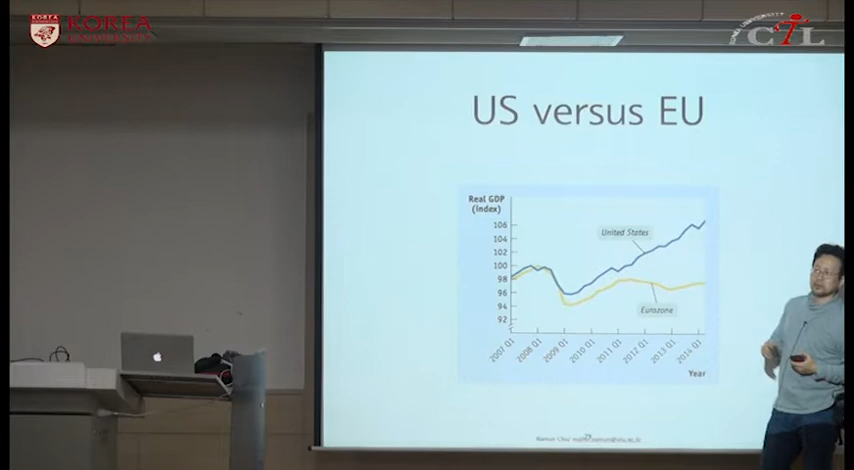 KOREA
UNIVERSITY
CTL
US versus EU
Real GDP
(index)
106
104
102
100
98
96
94
92
United States
Eurozone
2007 Q1
2008 Q1
2009 Q1
2010 Q1
2011 Q1
2012 Q1
2013 Q1
2014 Q1
Year